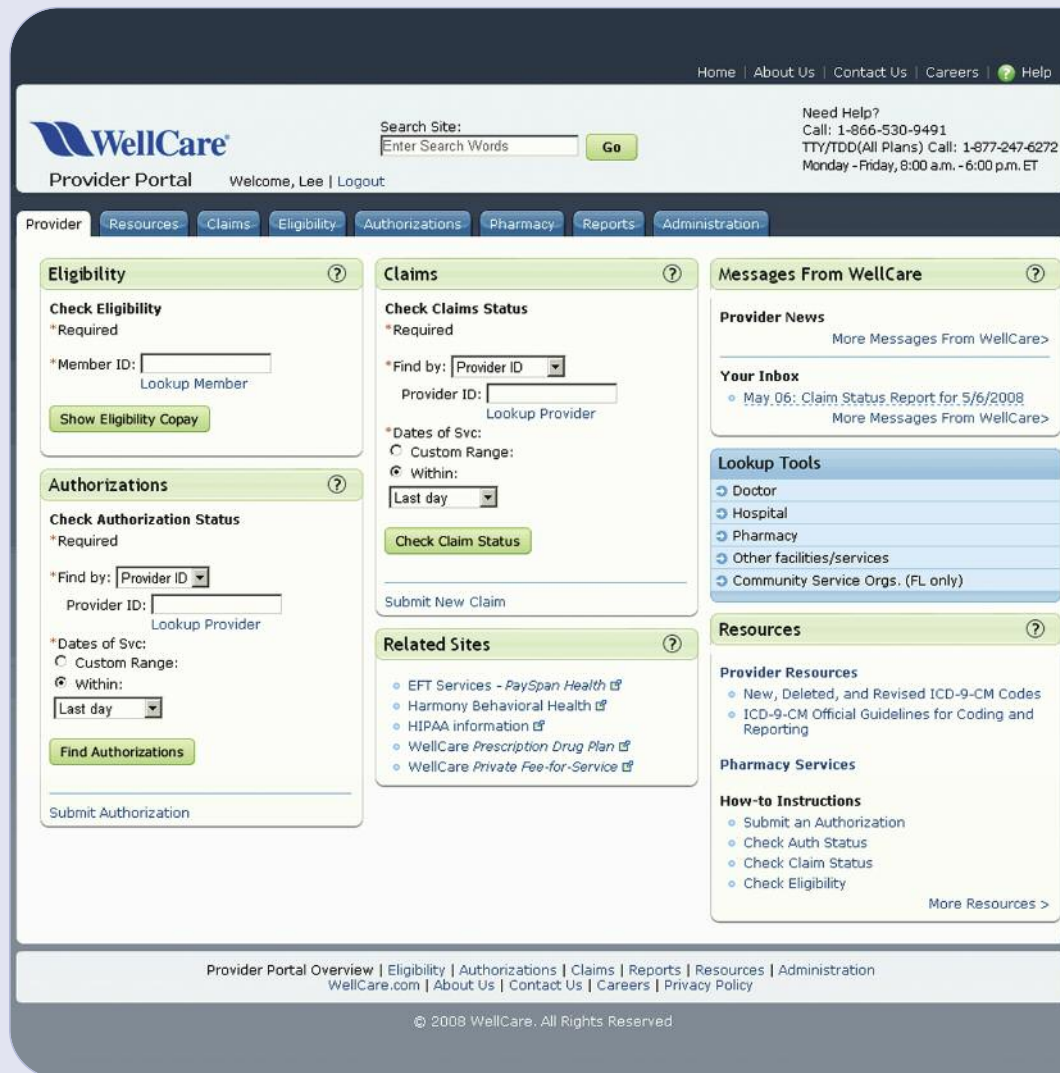 Home | About Us | Contact Us | Careers | ? Help
WellCare®
Provider Portal
Welcome, Lee | Logout
Search Site:
Enter Search Words
Go
Need Help?
Call: 1-866-530-9491
TTY/TDD(All Plans) Call: 1-877-247-6272
Monday - Friday, 8:00 a.m. - 6:00 p.m. ET
Provider Resources Claims Eligibility Authorizations Pharmacy Reports Administration
Eligibility ?
Check Eligibility
*Required
*Member ID:
Lookup Member
Show Eligibility Copay
Authorizations ?
Check Authorization Status
*Required
*Find by: Provider ID
Provider ID:
Lookup Provider
*Dates of Svc:
Custom Range:
Within:
Last day
Find Authorizations
Submit Authorization
Claims ?
Check Claims Status
*Required
*Find by: Provider ID
Provider ID:
Lookup Provider
*Dates of Svc:
Custom Range:
Within:
Last day
Check Claim Status
Submit New Claim
Related Sites ?
EFT Services - PaySpan Health
Harmony Behavioral Health
HIPAA information
WellCare Prescription Drug Plan
WellCare Private Fee-for-Service
Messages From WellCare ?
Provider News
More Messages From WellCare>
Your Inbox
May 06: Claim Status Report for 5/6/2008
More Messages From WellCare>
Lookup Tools
Doctor
Hospital
Pharmacy
Other facilities/services
Community Service Orgs. (FL only)
Resources ?
Provider Resources
New, Deleted, and Revised ICD-9-CM Codes
ICD-9-CM Official Guidelines for Coding and
Reporting
Pharmacy Services
How-to Instructions
Submit an Authorization
Check Auth Status
Check Claim Status
Check Eligibility
More Resources >
Provider Portal Overview | Eligibility | Authorizations | Claims | Reports | Resources | Administration
WellCare.com | About Us | Contact Us | Careers | Privacy Policy
© 2008 WellCare. All Rights Reserved